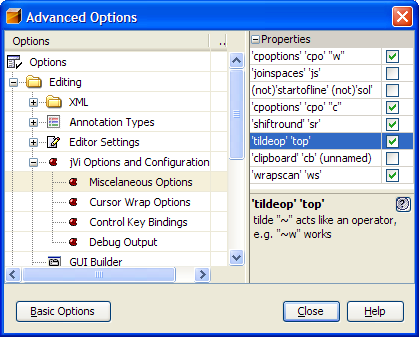 Advanced Options
Options
..
Options
Editing
XML
Annotation Types
Editor Settings
jVi Options and Configuration
Miscelaneous Options
Cursor Wrap Options
Control Key Bindings
Debug Output
GUI Builder
Properties
'cpoptions' 'cpo' "w"
'joinspaces' 'js'
(not)'startofline' (not)'sol'
'cpoptions' 'cpo' "c"
'shiftround' 'sr'
'tildeop' 'top'
'clipboard' 'cb' (unnamed)
'wrapscan' 'ws'
'tildeop' 'top'
tilde "~" acts like an operator,
e.g. "~w" works
Basic Options
Close
Help